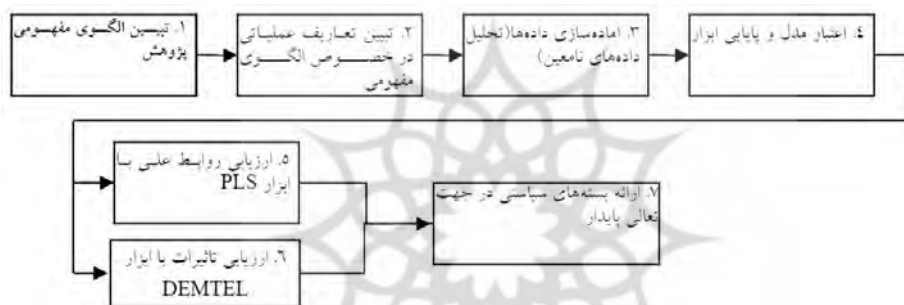 ۱. تبیین الگوی مفهومی
پژوهش
۲. تبیین تعاریف عملیاتی
در خصوص الگوی
مفهومی
۳. آماده‌سازی داده‌ها(تحلیل
داده‌های نامعین)
۴. اعتبار مدل و پایایی ابزار
۵. ارزیابی روابط علی با
ابزار PLS
۶. ارزیابی تاثیرات با ابزار
DEMTEL
۷. ارائه بسته‌های سیاستی در جهت
تعالی پایدار